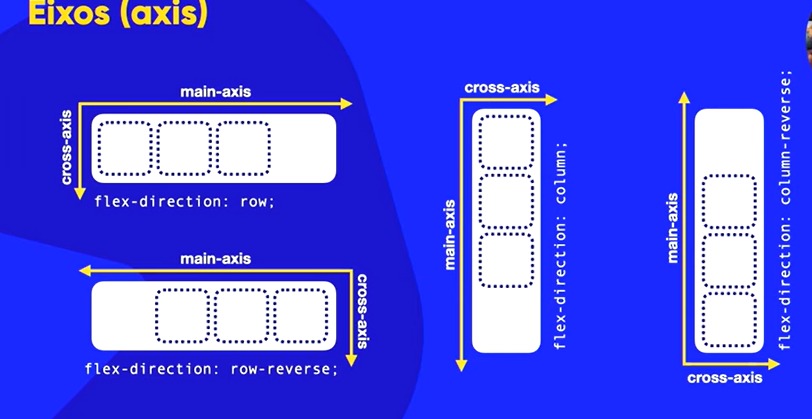 Eixos (axis)
main-axis
cross-axis
flex-direction: row;
main-axis
cross-axis
flex-direction: row-reverse;
cross-axis
main-axis
flex-direction: column;
main-axis
cross-axis
flex-direction: column-reverse;